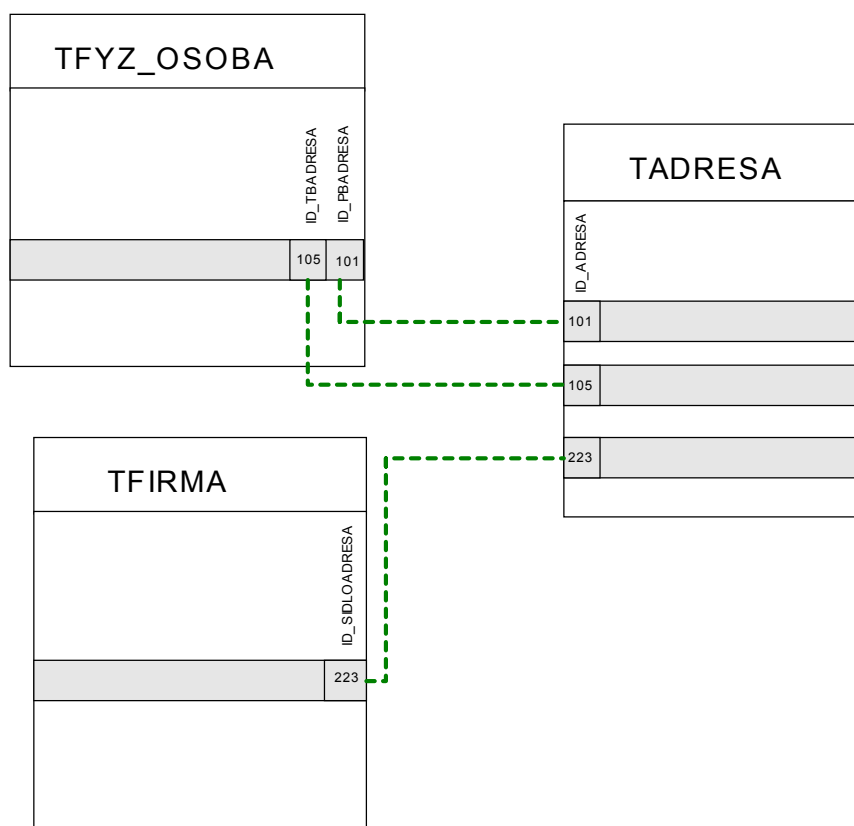 TFYZ_OSOBA
ID_TBADRESA
ID_PBADRESA
105
101
TADRESA
ID_ADRESA
101
105
223
TFIRMA
ID_SIDLOADRESA
223